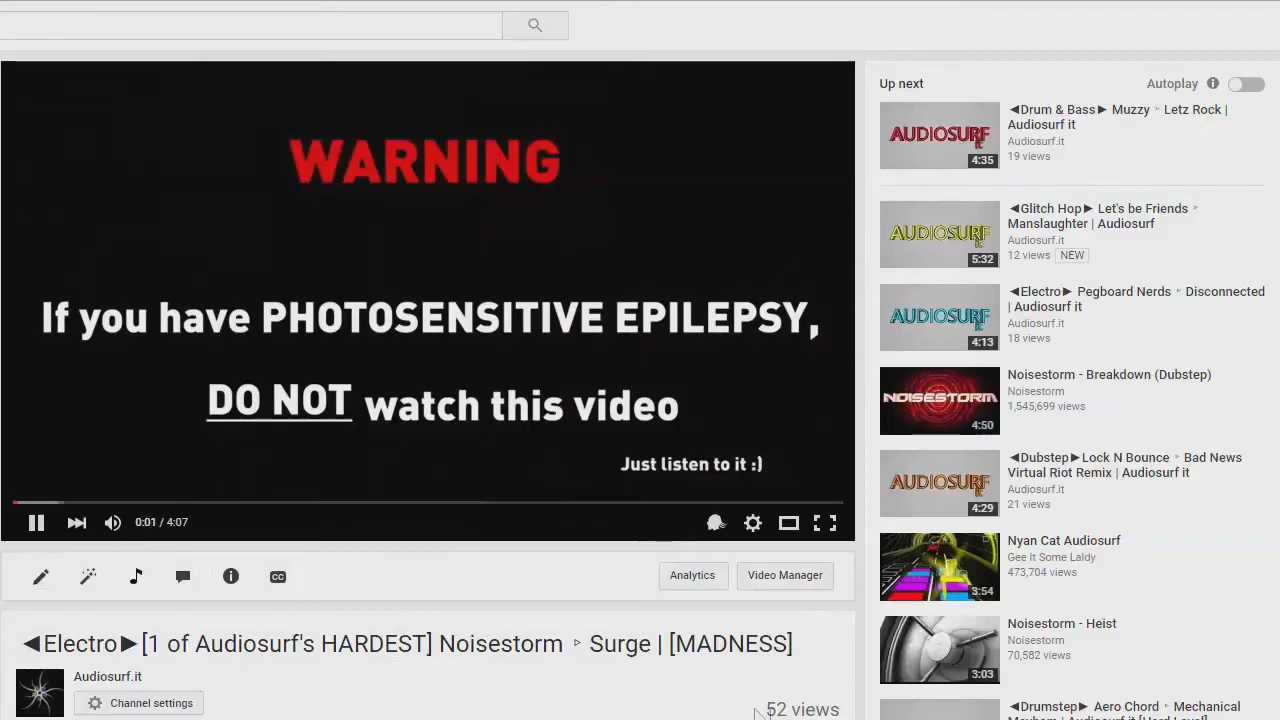 WARNING
If you have PHOTOSENSITIVE EPILEPSY,
DO NOT watch this video
Just listen to it :)
0:01 / 4:07
CC
Analytics
Video Manager
◄Electro►[1 of Audiosurf's HARDEST] Noisestorm ▹ Surge | [MADNESS]
Audiosurf.it
Channel settings
52 views
Up next
Autoplay
AUDIOSURF
4:35
◄Drum & Bass► Muzzy ▹ Letz Rock |
Audiosurf it
Audiosurf.it
19 views
AUDIOSURF
5:32
◄Glitch Hop► Let's be Friends ▹
Manslaughter | Audiosurf
Audiosurf.it
12 views NEW
AUDIOSURF
4:13
◄Electro► Pegboard Nerds ▹ Disconnected
| Audiosurf it
Audiosurf.it
18 views
NOISESTORM
4:50
Noisestorm - Breakdown (Dubstep)
Noisestorm
1,545,699 views
AUDIOSURF
4:29
◄Dubstep►Lock N Bounce ▹ Bad News
Virtual Riot Remix | Audiosurf it
Audiosurf.it
21 views
3:54
Nyan Cat Audiosurf
Gee It Some Laldy
473,704 views
3:03
Noisestorm - Heist
Noisestorm
70,582 views
◄Drumstep► Aero Chord ▹ Mechanical